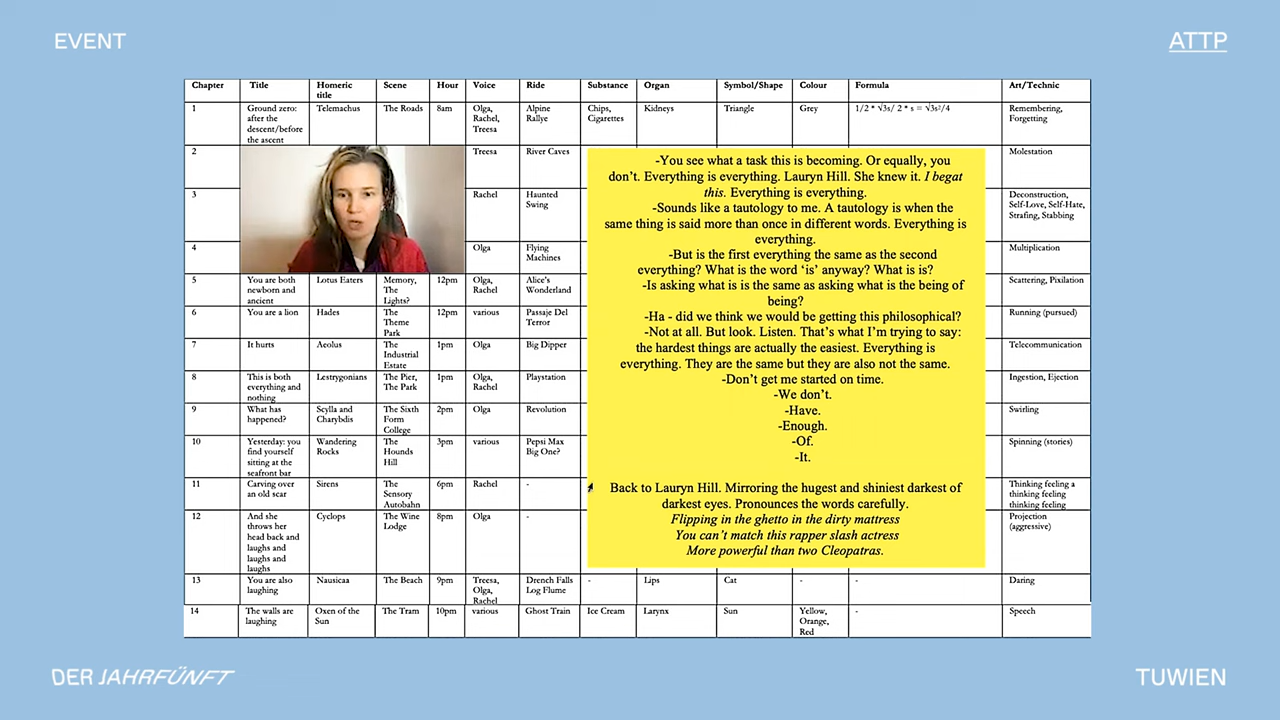 EVENT
ATTP
Chapter Title Homeric title Scene Hour Voice Ride Substance Organ Symbol/Shape Colour Formula Art/Technic
1 Ground zero: after the descent/before the ascent Telemachus The Roads 8am Olga, Rachel, Treesa Alpine Rallye Chips, Cigarettes Kidneys Triangle Grey 1/2 * √3s/ 2 * s = √3s²/4 Remembering, Forgetting
2 Treesa River Caves Molestation
3 Rachel Haunted Swing Deconstruction, Self-Love, Self-Hate, Strafing, Stabbing
4 Olga Flying Machines Multiplication
5 You are both newborn and ancient Lotus Eaters Memory, The Lights? 12pm Olga, Rachel Alice's Wonderland Scattering, Pixilation
6 You are a lion Hades The Theme Park 12pm various Passaje Del Terror Running (pursued)
7 It hurts Aeolus The Industrial Estate 1pm Olga Big Dipper Telecommunication
8 This is both everything and nothing Lestrygonians The Pier, The Park 1pm Olga, Rachel Playstation Ingestion, Ejection
9 What has happened? Scylla and Charybdis The Sixth Form College 2pm Olga Revolution Swirling
10 Yesterday: you find yourself sitting at the seafront bar Wandering Rocks The Hounds Hill 3pm various Pepsi Max Big One? Spinning (stories)
11 Carving over an old scar Sirens The Sensory Autobahn 6pm Rachel - Thinking feeling a thinking feeling thinking feeling
12 And she throws her head back and laughs and laughs and laughs Cyclops The Wine Lodge 8pm Olga - Projection (aggressive)
13 You are also laughing Nausicaa The Beach 9pm Treesa, Olga, Rachel Drench Falls Log Flume - Lips Cat - - Daring
14 The walls are laughing Oxen of the Sun The Tram 10pm various Ghost Train Ice Cream Larynx Sun Yellow, Orange, Red - Speech
-You see what a task this is becoming. Or equally, you
don't. Everything is everything. Lauryn Hill. She knew it. I begat
this. Everything is everything.
-Sounds like a tautology to me. A tautology is when the
same thing is said more than once in different words. Everything is
everything.
-But is the first everything the same as the second
everything? What is the word 'is' anyway? What is is?
-Is asking what is is the same as asking what is the being of
being?
-Ha - did we think we would be getting this philosophical?
-Not at all. But look. Listen. That's what I'm trying to say:
the hardest things are actually the easiest. Everything is
everything. They are the same but they are also not the same.
-Don't get me started on time.
-We don't.
-Have.
-Enough.
-Of.
-It.
Back to Lauryn Hill. Mirroring the hugest and shiniest darkest of
darkest eyes. Pronounces the words carefully.
Flipping in the ghetto in the dirty mattress
You can't match this rapper slash actress
More powerful than two Cleopatras.
DER JAHRFÜNFT
TUWIEN